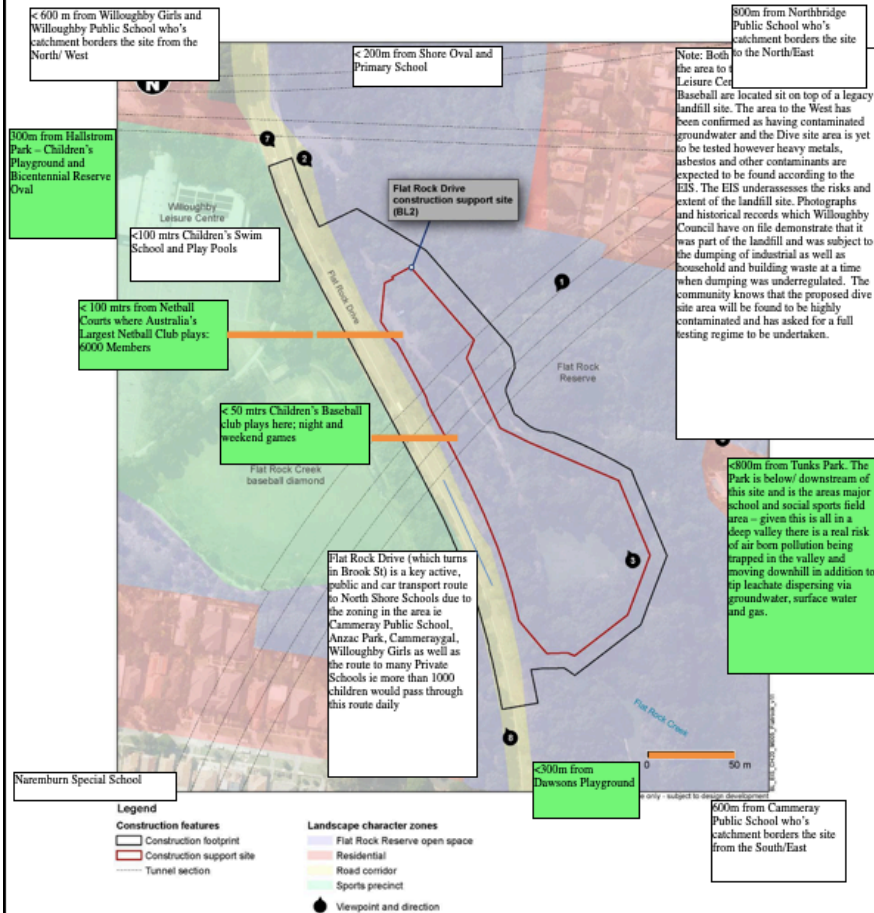 < 600 m from Willoughby Girls and
Willoughby Public School who's
catchment borders the site from the
North/ West
< 200m from Shore Oval and
Primary School
800m from Northbridge
Public School who's
catchment borders the site
to the North/East
N
Note: Both
the area to
Leisure Cen
Baseball are located sit on top of a legacy
landfill site. The area to the West has
been confirmed as having contaminated
groundwater and the Dive site area is yet
to be tested however heavy metals,
asbestos and other contaminants are
expected to be found according to the
EIS. The EIS underassesses the risks and
extent of the landfill site. Photographs
and historical records which Willoughby
Council have on file demonstrate that it
was part of the landfill and was subject to
the dumping of industrial as well as
household and building waste at a time
when dumping was underregulated. The
community knows that the proposed dive
site area will be found to be highly
contaminated and has asked for a full
testing regime to be undertaken.
300m from Hallstrom
Park – Children's
Playground and
Bicentennial Reserve
Oval
7
2
Willoughby
Leisure Centre
Flat Rock Drive
construction support site
(BL2)
<100 mtrs Children's Swim
School and Play Pools
1
Flat Rock Drive
< 100 mtrs from Netball
Courts where Australia's
Largest Netball Club plays:
6000 Members
Flat Rock
Reserve
< 50 mtrs Children's Baseball
club plays here; night and
weekend games
Flat Rock Creek
baseball diamond
<800m from Tunks Park. The
Park is below/ downstream of
this site and is the areas major
school and social sports field
area – given this is all in a
deep valley there is a real risk
of air born pollution being
trapped in the valley and
moving downhill in addition to
tip leachate dispersing via
groundwater, surface water
and gas.
3
Flat Rock Drive (which turns
in Brook St) is a key active,
public and car transport route
to North Shore Schools due to
the zoning in the area ie
Cammeray Public School,
Anzac Park, Cammeraygal,
Willoughby Girls as well as
the route to many Private
Schools ie more than 1000
children would pass through
this route daily
Flat Rock Creek
8
0 50 m
Naremburn Special School
<300m from
Dawsons Playground
e only - subject to design development
600m from Cammeray
Public School who's
catchment borders the site
from the South/East
Legend
Construction features
Construction footprint
Construction support site
Tunnel section
Landscape character zones
Flat Rock Reserve open space
Residential
Road corridor
Sports precinct
Viewpoint and direction